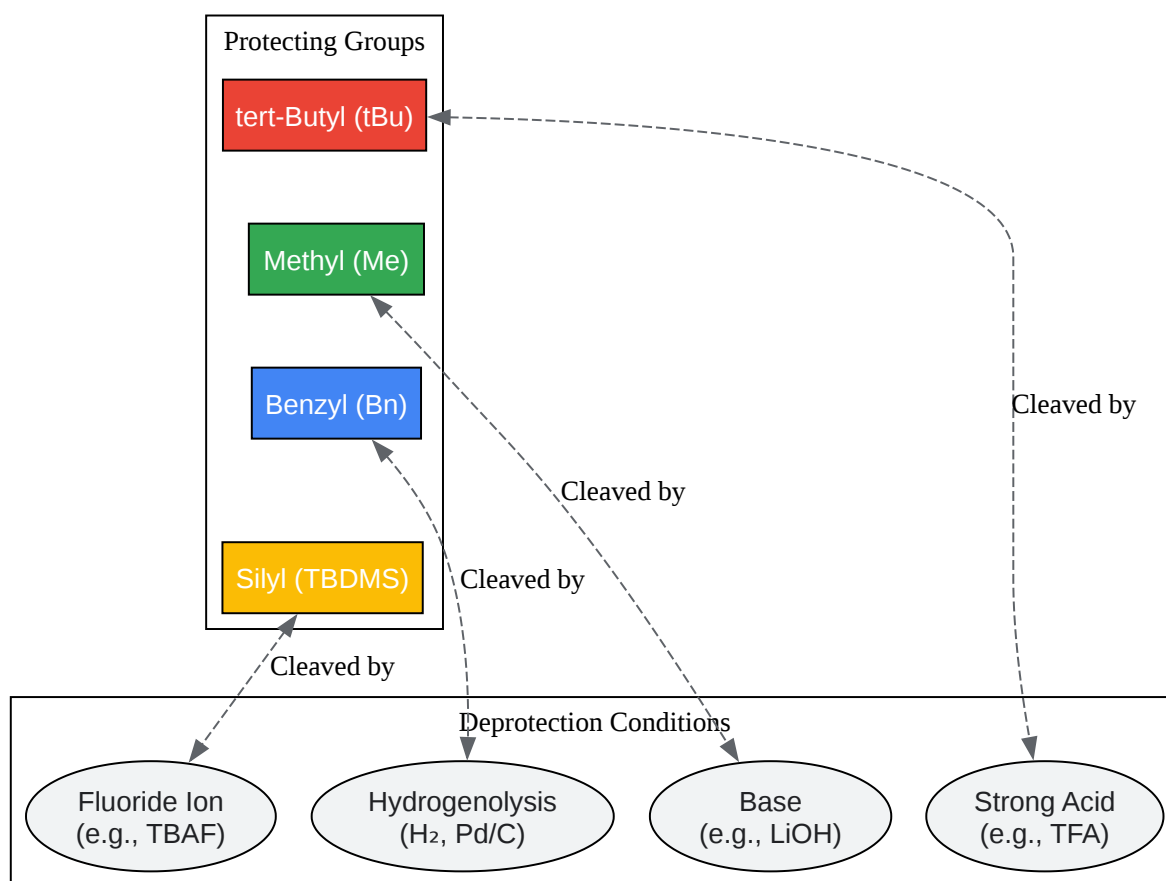 Protecting Groups
tert-Butyl (tBu)
Methyl (Me)
Benzyl (Bn)
Cleaved by
Cleaved by
Silyl (TBDMS)
Cleaved by
Cleaved by
Deprotection Conditions
Fluoride Ion
(e.g., TBAF)
Hydrogenolysis
(H₂, Pd/C)
Base
(e.g., LiOH)
Strong Acid
(e.g., TFA)